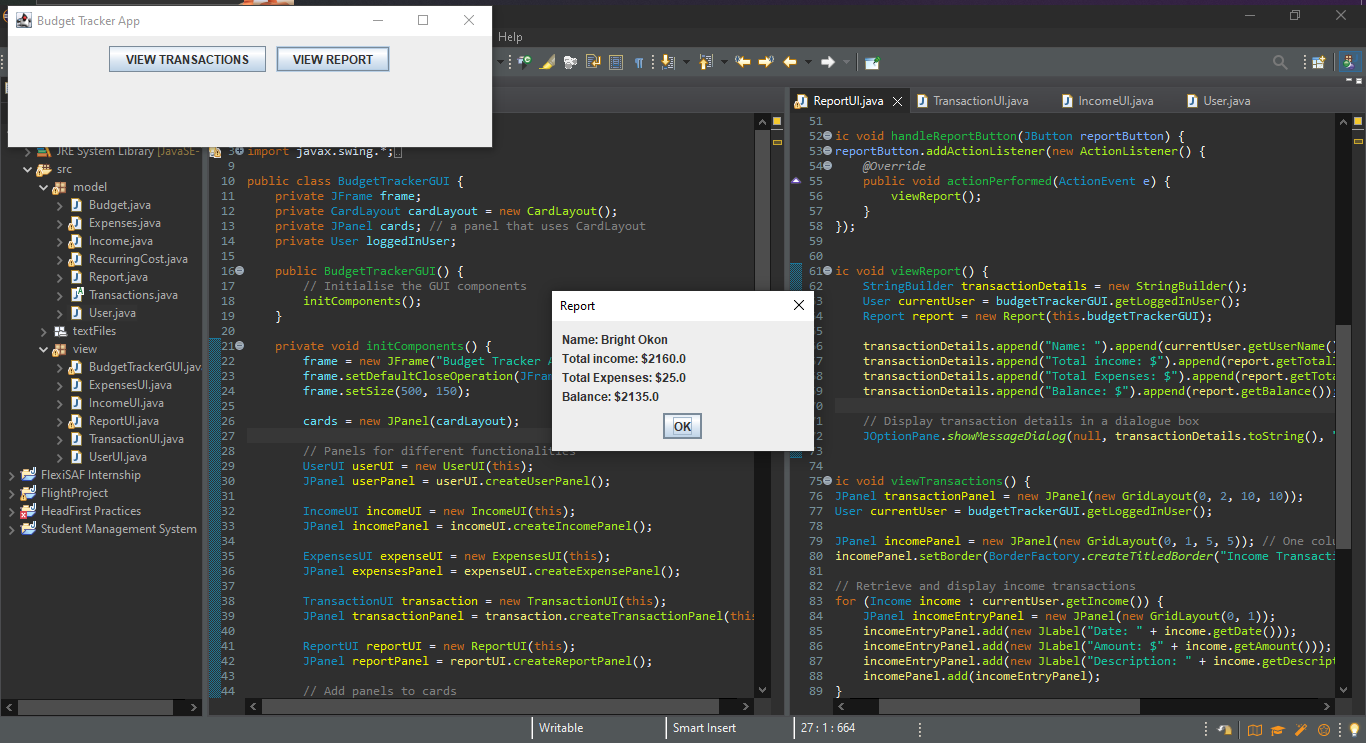 Budget Tracker App
VIEW TRANSACTIONS
VIEW REPORT
Help
JRE System Library [JavaSE-
src
model
Budget.java
Expenses.java
Income.java
RecurringCost.java
Report.java
Transactions.java
User.java
textFiles
view
BudgetTrackerGUI.jav
ExpensesUI.java
IncomeUI.java
ReportUI.java
TransactionUI.java
UserUI.java
FlexiSAF Internship
FlightProject
HeadFirst Practices
Student Management System
3 import javax.swing.*;
9
10 public class BudgetTrackerGUI {
11 private JFrame frame;
12 private CardLayout cardLayout = new CardLayout();
13 private JPanel cards; // a panel that uses CardLayout
14 private User loggedInUser;
15
16 public BudgetTrackerGUI() {
17 // Initialise the GUI components
18 initComponents();
19 }
20
21 private void initComponents() {
22 frame = new JFrame("Budget Tracker A
23 frame.setDefaultCloseOperation(JFram
24 frame.setSize(500, 150);
25
26 cards = new JPanel(cardLayout);
27
28 // Panels for different functionalities
29 UserUI userUI = new UserUI(this);
30 JPanel userPanel = userUI.createUserPanel();
31
32 IncomeUI incomeUI = new IncomeUI(this);
33 JPanel incomePanel = incomeUI.createIncomePanel();
34
35 ExpensesUI expenseUI = new ExpensesUI(this);
36 JPanel expensesPanel = expenseUI.createExpensePanel();
37
38 TransactionUI transaction = new TransactionUI(this);
39 JPanel transactionPanel = transaction.createTransactionPanel(this
40
41 ReportUI reportUI = new ReportUI(this);
42 JPanel reportPanel = reportUI.createReportPanel();
43
44 // Add panels to cards
Report
Name: Bright Okon
Total income: $2160.0
Total Expenses: $25.0
Balance: $2135.0
OK
ReportUI.java
TransactionUI.java
IncomeUI.java
User.java
51
52 ic void handleReportButton(JButton reportButton) {
53 reportButton.addActionListener(new ActionListener() {
54 @Override
55 public void actionPerformed(ActionEvent e) {
56 viewReport();
57 }
58 });
59
60
61 ic void viewReport() {
62 StringBuilder transactionDetails = new StringBuilder();
63 User currentUser = budgetTrackerGUI.getLoggedInUser();
64 Report report = new Report(this.budgetTrackerGUI);
transactionDetails.append("Name: ").append(currentUser.getUserName()
transactionDetails.append("Total income: $").append(report.getTotalI
transactionDetails.append("Total Expenses: $").append(report.getTota
transactionDetails.append("Balance: $").append(report.getBalance());
// Display transaction details in a dialogue box
JOptionPane.showMessageDialog(null, transactionDetails.toString(), "
73
74
75 ic void viewTransactions() {
76 JPanel transactionPanel = new JPanel(new GridLayout(0, 2, 10, 10));
77 User currentUser = budgetTrackerGUI.getLoggedInUser();
78
79 JPanel incomePanel = new JPanel(new GridLayout(0, 1, 5, 5)); // One colu
80 incomePanel.setBorder(BorderFactory.createTitledBorder("Income Transacti
81
82 // Retrieve and display income transactions
83 for (Income income : currentUser.getIncome()) {
84 JPanel incomeEntryPanel = new JPanel(new GridLayout(0, 1));
85 incomeEntryPanel.add(new JLabel("Date: " + income.getDate()));
86 incomeEntryPanel.add(new JLabel("Amount: $" + income.getAmount()));
87 incomeEntryPanel.add(new JLabel("Description: " + income.getDescript
88 incomePanel.add(incomeEntryPanel);
89 }
Writable
Smart Insert
27 : 1 : 664